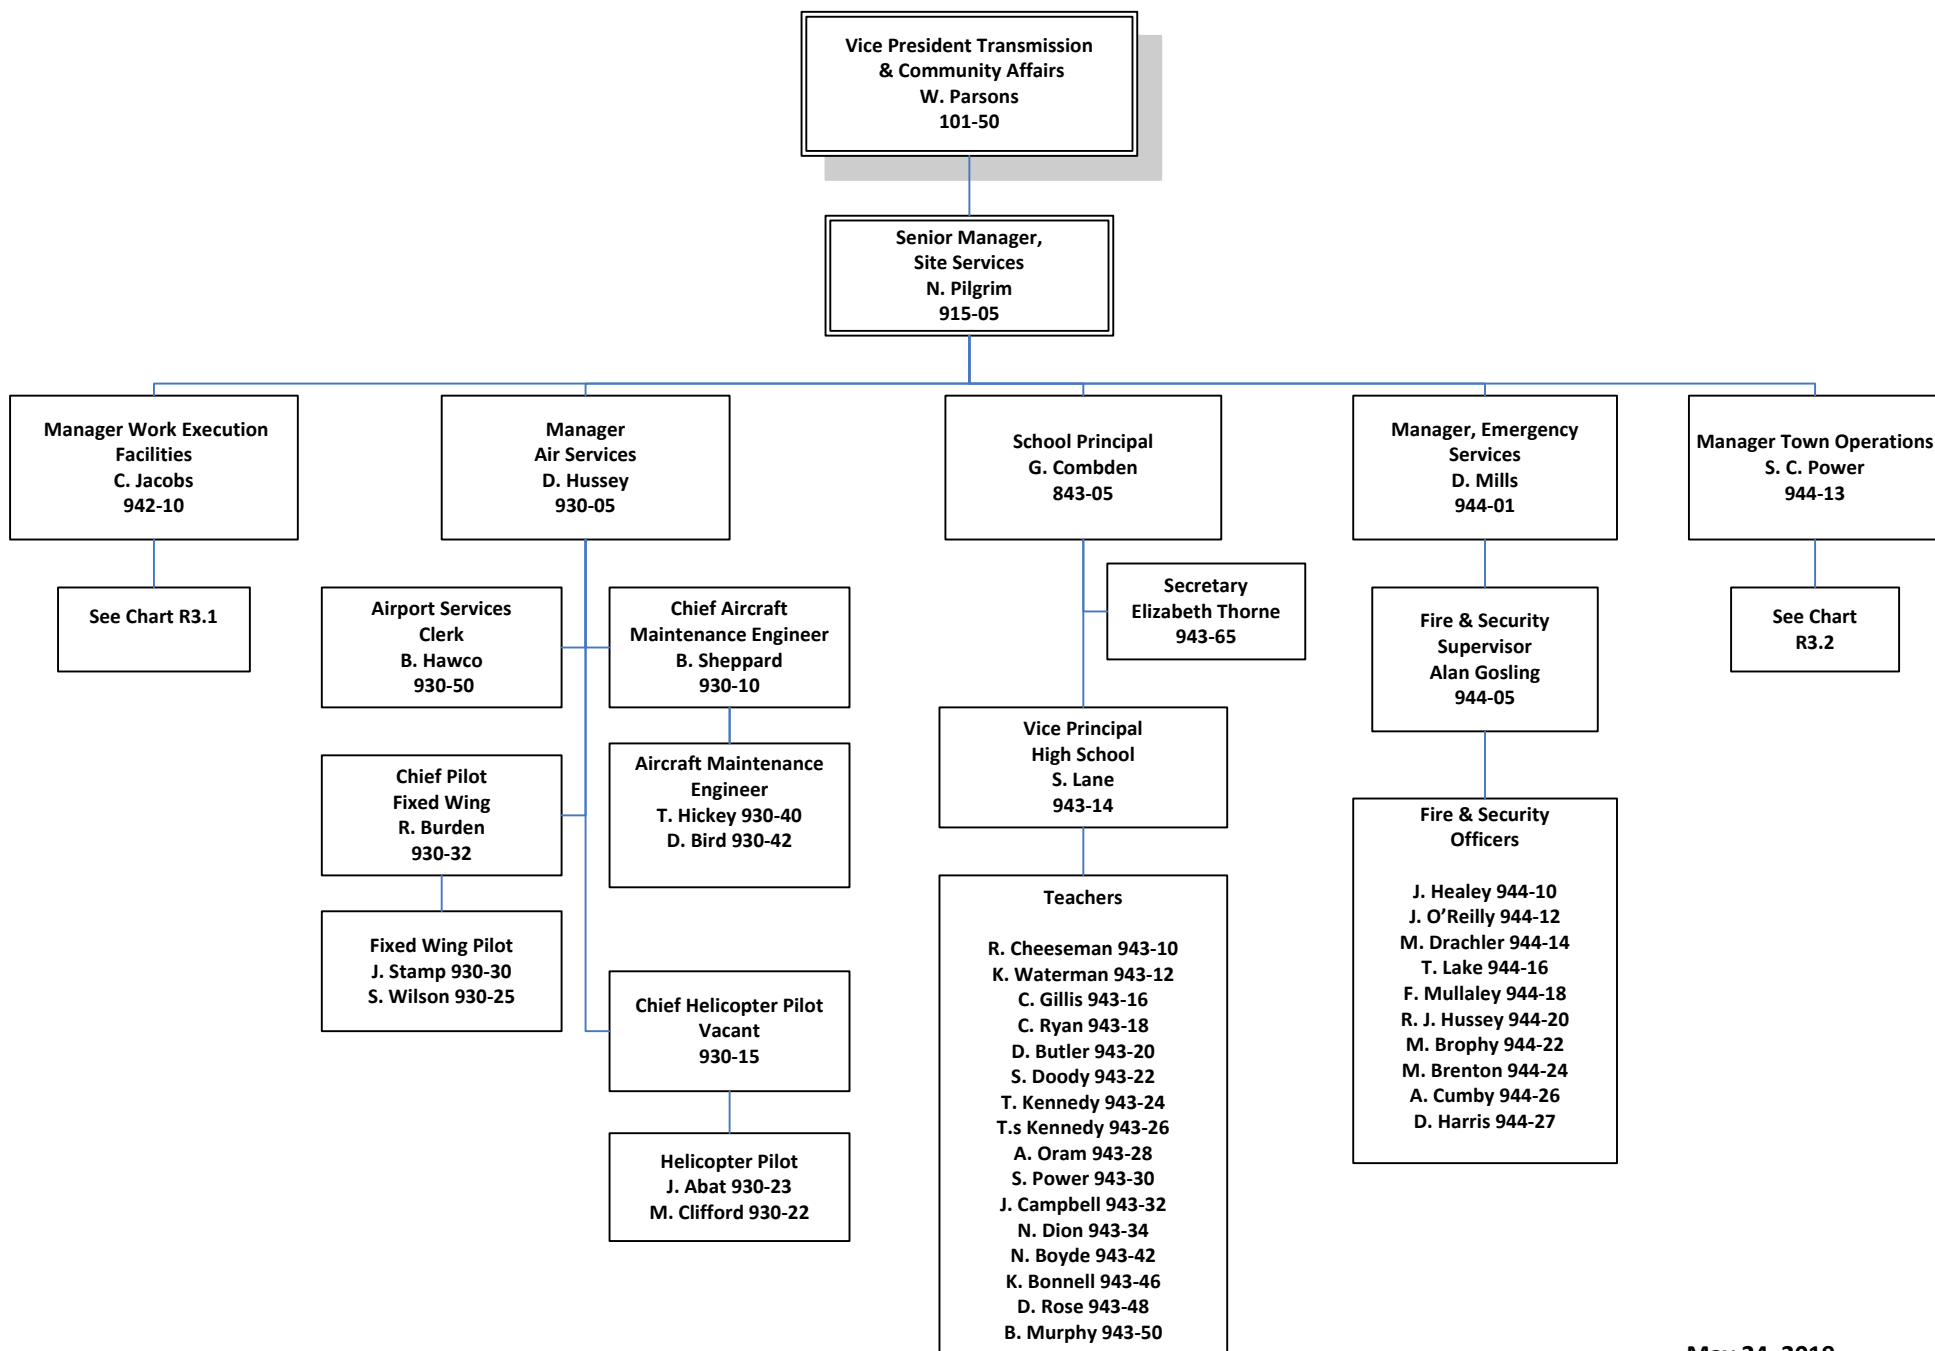 Vice President Transmission
& Community Affairs
W. Parsons
101-50
Senior Manager,
Site Services
N. Pilgrim
915-05
Manager Work Execution
Facilities
C. Jacobs
942-10
See Chart R3.1
Manager
Air Services
D. Hussey
930-05
Airport Services
Clerk
B. Hawco
930-50
Chief Aircraft
Maintenance Engineer
B. Sheppard
930-10
Aircraft Maintenance
Engineer
T. Hickey 930-40
D. Bird 930-42
Chief Pilot
Fixed Wing
R. Burden
930-32
Fixed Wing Pilot
J. Stamp 930-30
S. Wilson 930-25
Chief Helicopter Pilot
Vacant
930-15
Helicopter Pilot
J. Abat 930-23
M. Clifford 930-22
School Principal
G. Combden
843-05
Secretary
Elizabeth Thorne
943-65
Vice Principal
High School
S. Lane
943-14
Teachers
R. Cheeseman 943-10
K. Waterman 943-12
C. Gillis 943-16
C. Ryan 943-18
D. Butler 943-20
S. Doody 943-22
T. Kennedy 943-24
T.s Kennedy 943-26
A. Oram 943-28
S. Power 943-30
J. Campbell 943-32
N. Dion 943-34
N. Boyde 943-42
K. Bonnell 943-46
D. Rose 943-48
B. Murphy 943-50
Manager, Emergency
Services
D. Mills
944-01
Fire & Security
Supervisor
Alan Gosling
944-05
Fire & Security
Officers
J. Healey 944-10
J. O’Reilly 944-12
M. Drachler 944-14
T. Lake 944-16
F. Mullaley 944-18
R. J. Hussey 944-20
M. Brophy 944-22
M. Brenton 944-24
A. Cumby 944-26
D. Harris 944-27
Manager Town Operations
S. C. Power
944-13
See Chart
R3.2